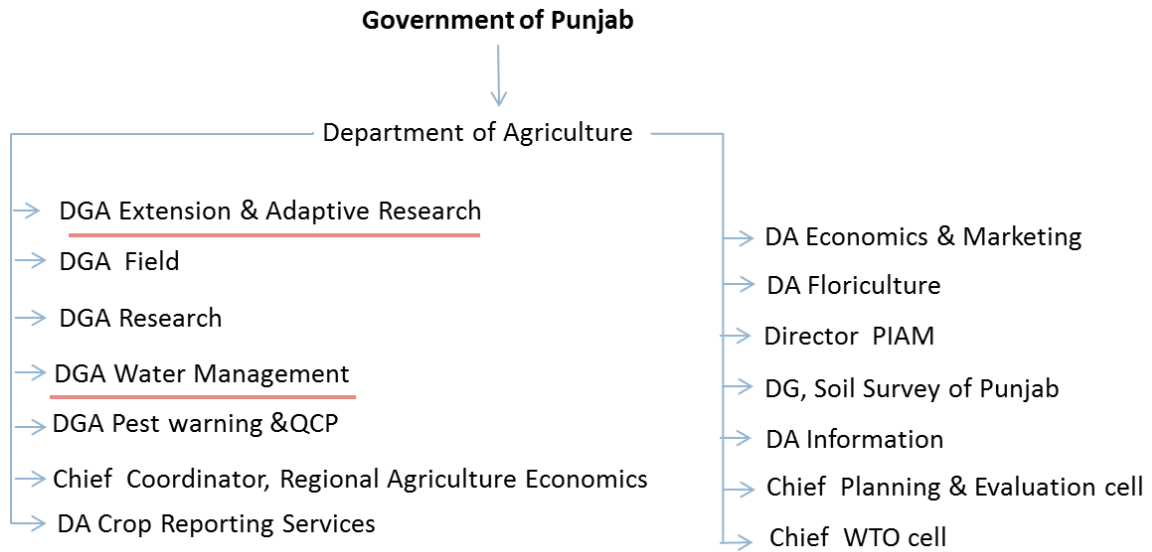 Government of Punjab
Department of Agriculture
DGA Extension & Adaptive Research
DGA Field
DGA Research
DGA Water Management
DGA Pest warning &QCP
Chief Coordinator, Regional Agriculture Economics
DA Crop Reporting Services
DA Economics & Marketing
DA Floriculture
Director PIAM
DG, Soil Survey of Punjab
DA Information
Chief Planning & Evaluation cell
Chief WTO cell